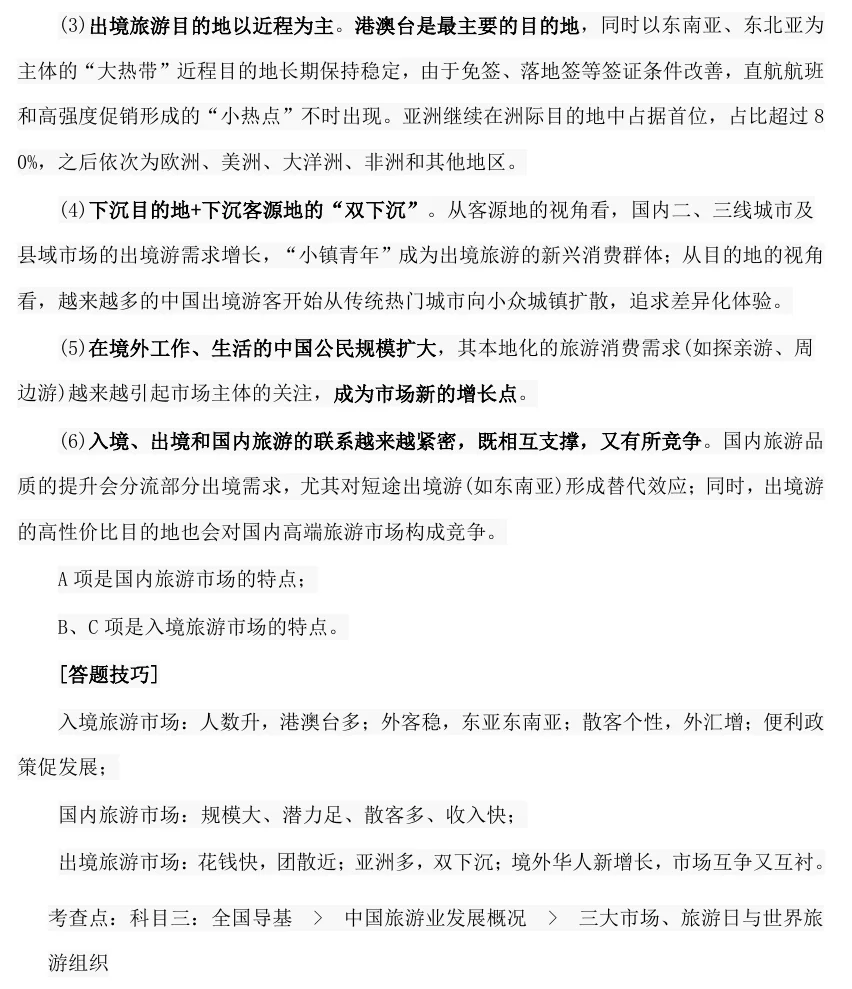 (3)出境旅游目的地以近程为主。港澳台是最主要的目的地，同时以东南亚、东北亚为
主体的“大热带”近程目的地长期保持稳定，由于免签、落地签等签证条件改善，直航航班
和高强度促销形成的“小热点”不时出现。亚洲继续在洲际目的地中占据首位，占比超过 8
0%，之后依次为欧洲、美洲、大洋洲、非洲和其他地区。
(4)下沉目的地+下沉客源地的“双下沉”。从客源地的视角看，国内二、三线城市及
县域市场的出境游需求增长，“小镇青年”成为出境旅游的新兴消费群体；从目的地的视角
看，越来越多的中国出境游客开始从传统热门城市向小众城镇扩散，追求差异化体验。
(5)在境外工作、生活的中国公民规模扩大，其本地化的旅游消费需求(如探亲游、周
边游)越来越引起市场主体的关注，成为市场新的增长点。
(6)入境、出境和国内旅游的联系越来越紧密，既相互支撑，又有所竞争。国内旅游品
质的提升会分流部分出境需求，尤其对短途出境游(如东南亚)形成替代效应；同时，出境游
的高性价比目的地也会对国内高端旅游市场构成竞争。
A 项是国内旅游市场的特点；
B、C 项是入境旅游市场的特点。
[答题技巧]
入境旅游市场：人数升，港澳台多；外客稳，东亚东南亚；散客个性，外汇增；便利政
策促发展；
国内旅游市场：规模大、潜力足、散客多、收入快；
出境旅游市场：花钱快，团散近；亚洲多，双下沉；境外华人新增长，市场互争又互衬。
考查点：科目三：全国导基 > 中国旅游业发展概况 > 三大市场、旅游日与世界旅
游组织